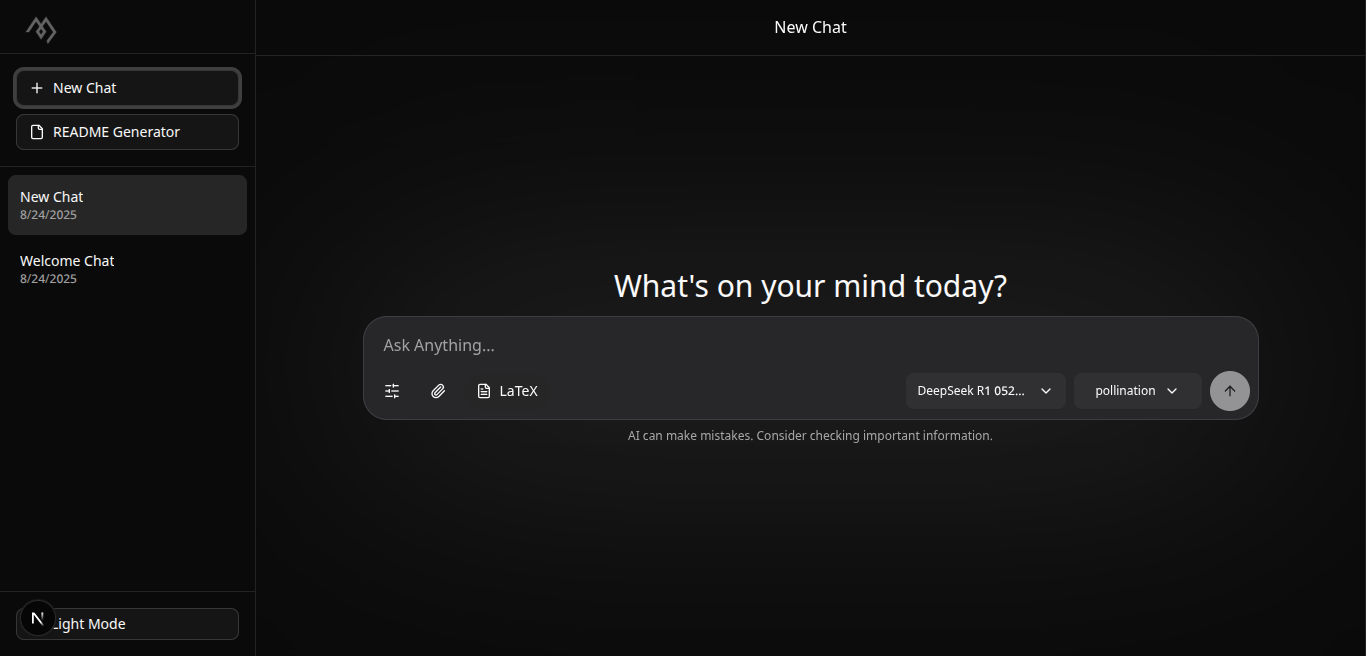 New Chat
New Chat
README Generator
New Chat
8/24/2025
Welcome Chat
8/24/2025
What's on your mind today?
Ask Anything...
LaTeX
DeepSeek R1 052...
pollination
AI can make mistakes. Consider checking important information.
N
Light Mode